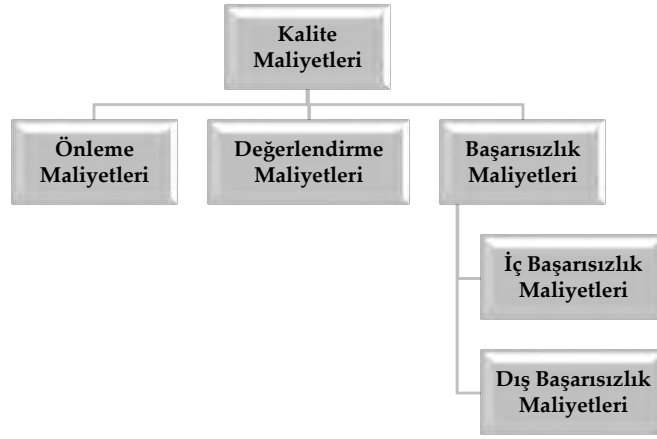 Kalite
Maliyetleri
Önleme
Maliyetleri
Değerlendirme
Maliyetleri
Başarısızlık
Maliyetleri
İç Başarısızlık
Maliyetleri
Dış Başarısızlık
Maliyetleri